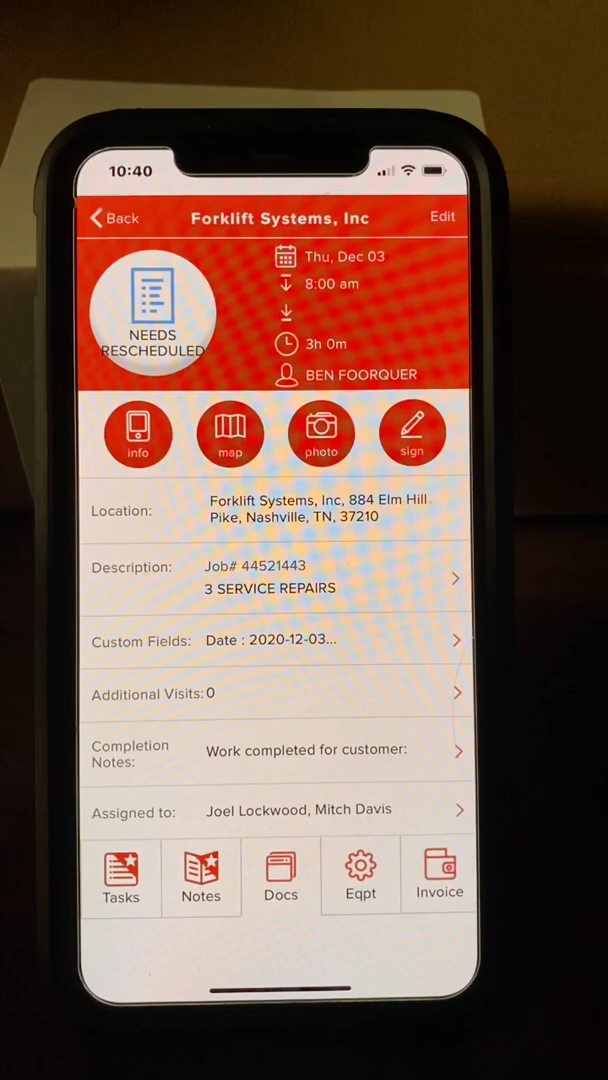 10:40
Back
Forklift Systems, Inc
Edit
NEEDS
RESCHEDULED
Thu, Dec 03
8:00 am
3h 0m
BEN FOORQUER
info
map
photo
sign
Location:
Forklift Systems, Inc, 884 Elm Hill
Pike, Nashville, TN, 37210
Description:
Job# 44521443
3 SERVICE REPAIRS
Custom Fields:
Date : 2020-12-03...
Additional Visits: 0
Completion
Notes:
Work completed for customer:
Assigned to:
Joel Lockwood, Mitch Davis
Tasks
Notes
Docs
Eqpt
Invoice